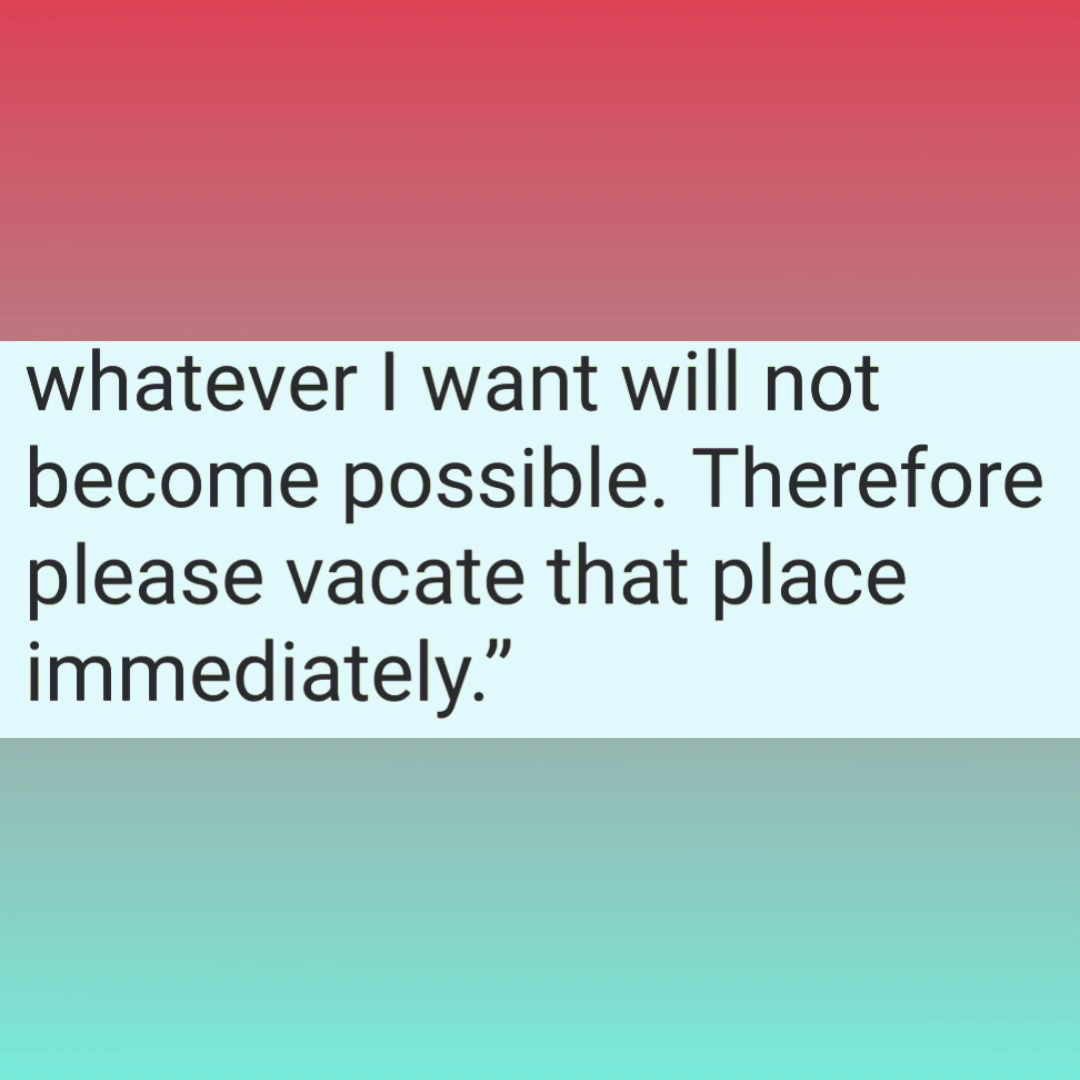 whatever I want will not
become possible. Therefore
please vacate that place
immediately.”